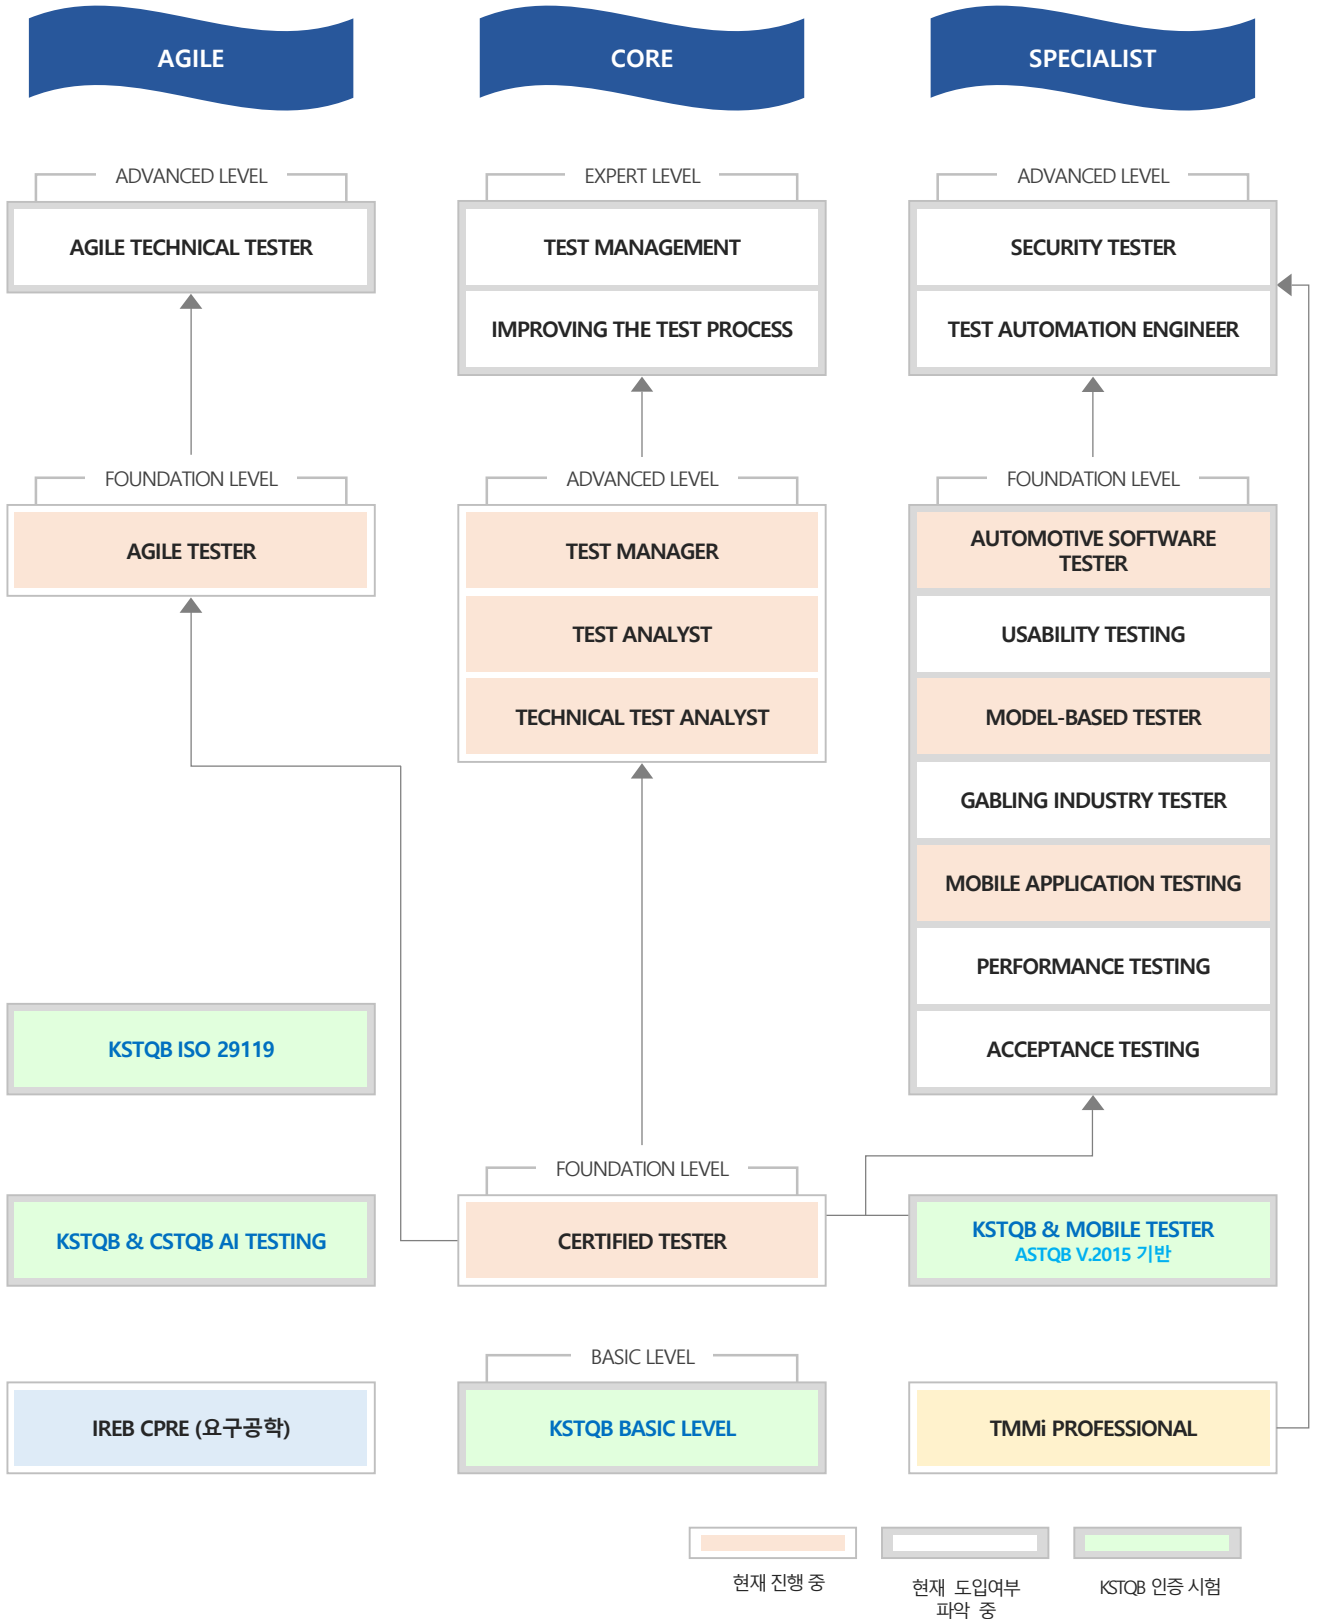 AGILE
CORE
SPECIALIST
ADVANCED LEVEL
EXPERT LEVEL
ADVANCED LEVEL
AGILE TECHNICAL TESTER
TEST MANAGEMENT
SECURITY TESTER
IMPROVING THE TEST PROCESS
TEST AUTOMATION ENGINEER
FOUNDATION LEVEL
ADVANCED LEVEL
FOUNDATION LEVEL
AGILE TESTER
TEST MANAGER
AUTOMOTIVE SOFTWARE
TESTER
TEST ANALYST
USABILITY TESTING
TECHNICAL TEST ANALYST
MODEL-BASED TESTER
GABLING INDUSTRY TESTER
MOBILE APPLICATION TESTING
PERFORMANCE TESTING
KSTQB ISO 29119
ACCEPTANCE TESTING
FOUNDATION LEVEL
KSTQB & CSTQB AI TESTING
CERTIFIED TESTER
KSTQB & MOBILE TESTER
ASTQB V.2015 기반
BASIC LEVEL
IREB CPRE (요구공학)
KSTQB BASIC LEVEL
TMMi PROFESSIONAL
현재 진행 중
현재 도입여부
파악 중
KSTQB 인증 시험